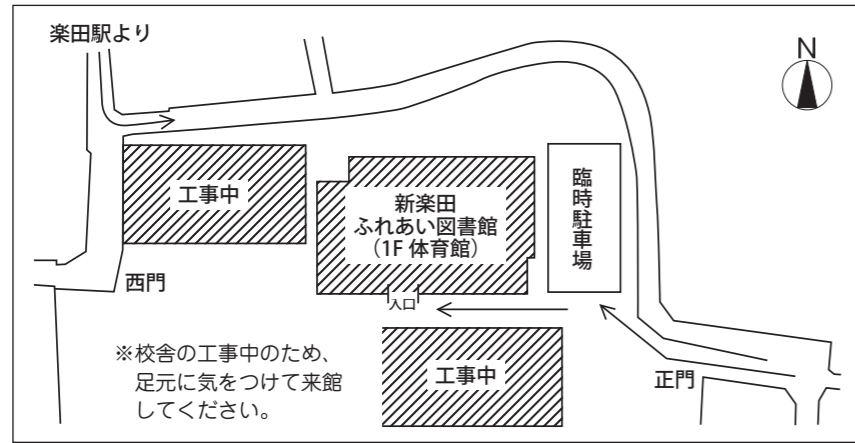 楽田駅より
N
工事中
新楽田
ふれあい図書館
（1F 体育館）
臨時駐車場
西門
入口
※校舎の工事中のため、
足元に気をつけて来館
してください。
工事中
正門